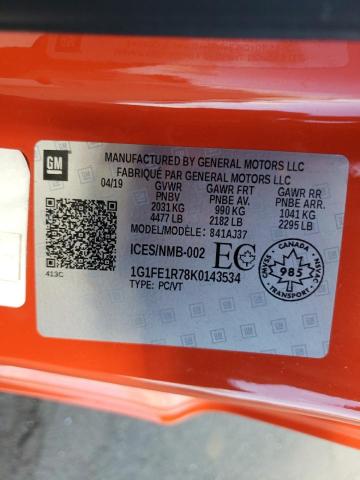 GM
MANUFACTURED BY GENERAL MOTORS LLC
FABRIQUÉ PAR GENERAL MOTORS LLC
04/19 GVWR GAWR FRT GAWR RR
PNBV PNBE AV. PNBE ARR.
2031 KG 990 KG 1041 KG
4477 LB 2182 LB 2295 LB
MODEL/MODÈLE: 841AJ37
ICES/NMB-002 EC
413C
1G1FE1R78K0143534
TYPE: PC/VT
CANADA
985
TRANSPORT
CMVSS
NSVAC